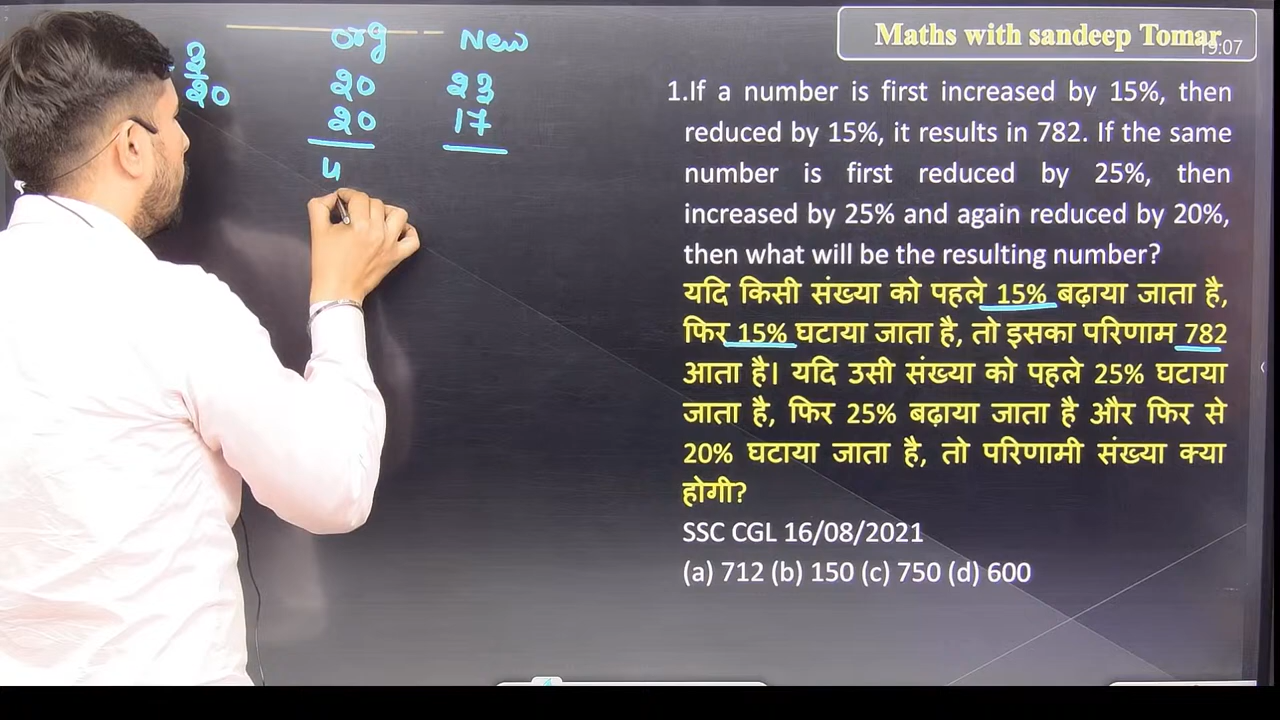 Maths with sandeep Tomar
19:07
3
20
Org New
20 23
20 17
4
1.If a number is first increased by 15%, then
reduced by 15%, it results in 782. If the same
number is first reduced by 25%, then
increased by 25% and again reduced by 20%,
then what will be the resulting number?
यदि किसी संख्या को पहले 15% बढ़ाया जाता है,
फिर 15% घटाया जाता है, तो इसका परिणाम 782
आता है। यदि उसी संख्या को पहले 25% घटाया
जाता है, फिर 25% बढ़ाया जाता है और फिर से
20% घटाया जाता है, तो परिणामी संख्या क्या
होगी?
SSC CGL 16/08/2021
(a) 712 (b) 150 (c) 750 (d) 600